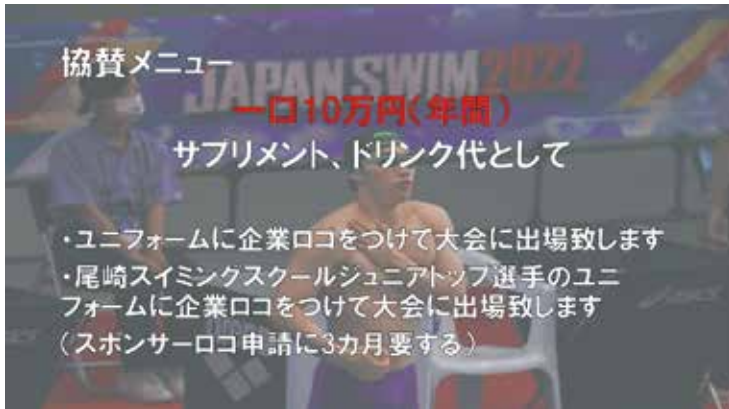 協賛メニュー
JAPAN SWIM 2022
一口10万円(年間)
サプリメント、ドリンク代として
・ユニフォームに企業ロコをつけて大会に出場致します
・尾崎スイミングスクールジュニアトップ選手のユニ
フォームに企業ロコをつけて大会に出場致します
(スポンサーロコ申請に3カ月要する)